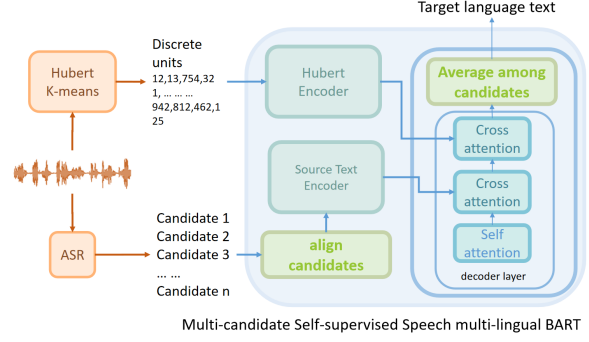 Target language text
Hubert
K-means
Discrete
units
12,13,754,32
1, ... ... ...
942,812,462,1
25
Hubert
Encoder
Average among
candidates
Cross
attention
Source Text
Encoder
Cross
attention
Self
attention
decoder layer
ASR
Candidate 1
Candidate 2
Candidate 3
... ...
Candidate n
align
candidates
Multi-candidate Self-supervised Speech multi-lingual BART